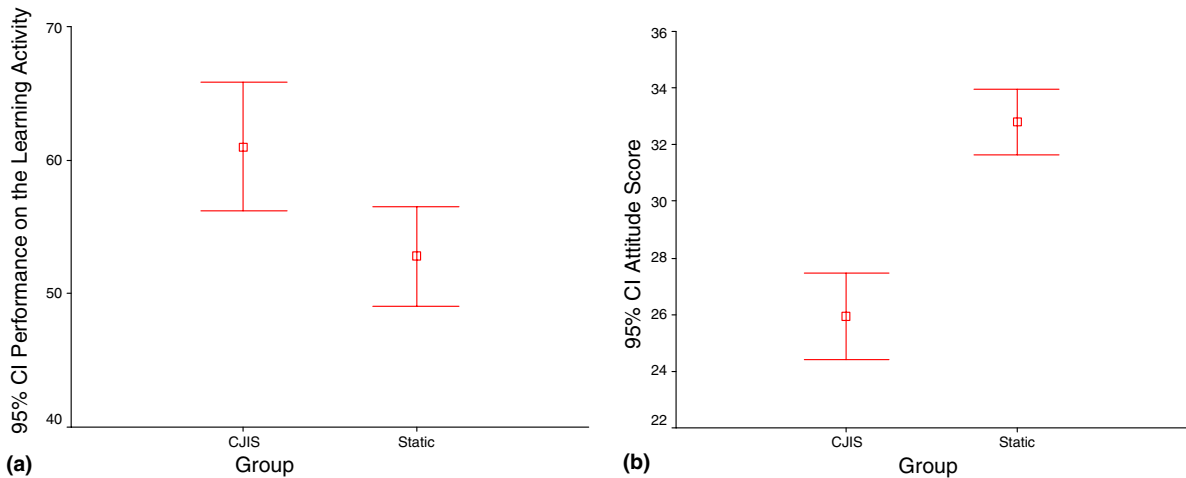 95% CI Performance on the Learning Activity
70
60
50
40
CJIS
Static
Group
(a)
95% CI Attitude Score
36
34
32
30
28
26
24
22
CJIS
Static
Group
(b)